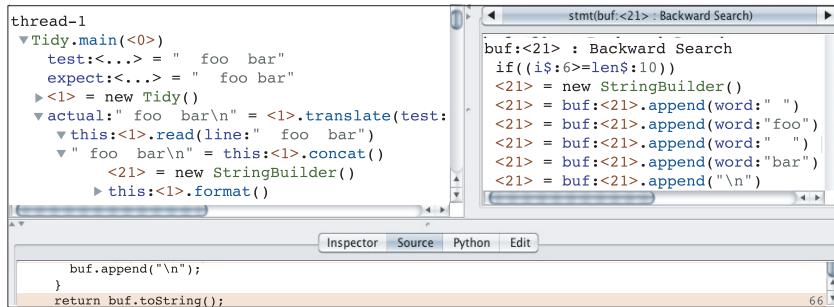 thread-1
▼Tidy.main(<0>)
test:<...> = "  foo  bar"
expect:<...> = "  foo bar"
▶<1> = new Tidy()
▼actual:" foo  bar\n" = <1>.translate(test:
▼this:<1>.read(line:"  foo  bar")
▼" foo  bar\n" = this:<1>.concat()
<21> = new StringBuilder()
▶this:<1>.format()
stmt(buf:<21> : Backward Search)
buf:<21> : Backward Search
if((i$:6>=len$:10))
<21> = new StringBuilder()
<21> = buf:<21>.append(word:" ")
<21> = buf:<21>.append(word:"foo")
<21> = buf:<21>.append(word:"  ")
<21> = buf:<21>.append(word:"bar")
<21> = buf:<21>.append("\n")
Inspector Source Python Edit
buf.append("\n");
}
return buf.toString(); 66